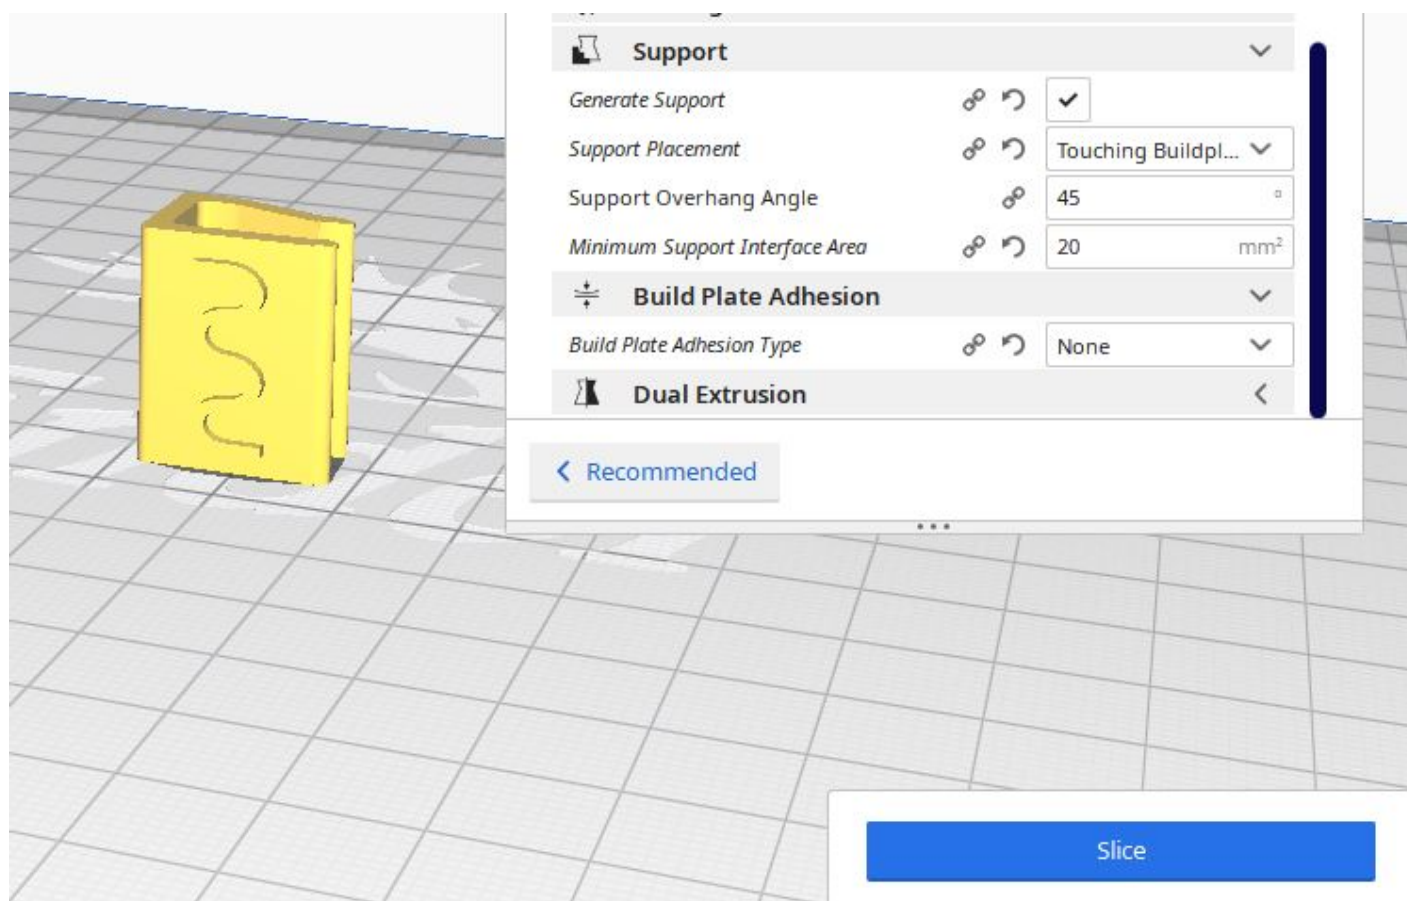 Support
Generate Support
Support Placement Touching Buildpl...
Support Overhang Angle 45 °
Minimum Support Interface Area 20 mm²
Build Plate Adhesion
Build Plate Adhesion Type None
Dual Extrusion
Recommended
Slice